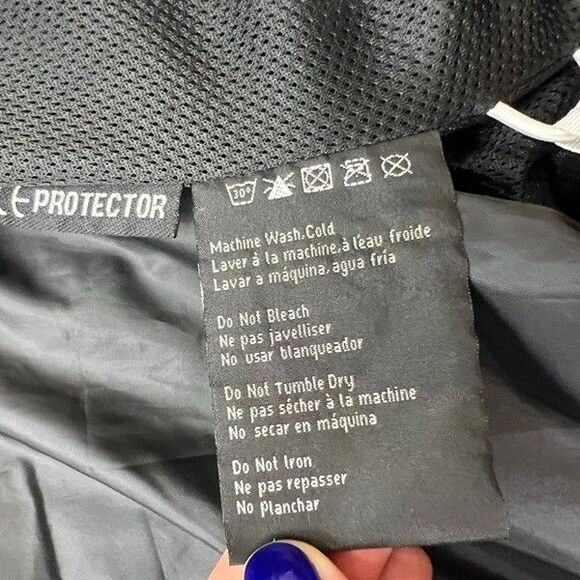 CE PROTECTOR
30°
Machine Wash,Cold
Laver à la machine,à l'eau froide
Lavar a máquina,agua fría
Do Not Bleach
Ne pas javelliser
No usar blanqueador
Do Not Tumble Dry
Ne pas sécher à la machine
No secar en máquina
Do Not Iron
Ne pas repasser
No planchar